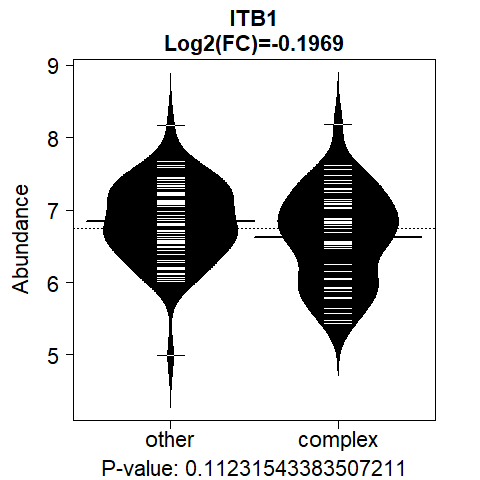 ITB1
Log2(FC)=-0.1969
Abundance
9
8
7
6
5
other complex
P-value: 0.11231543383507211